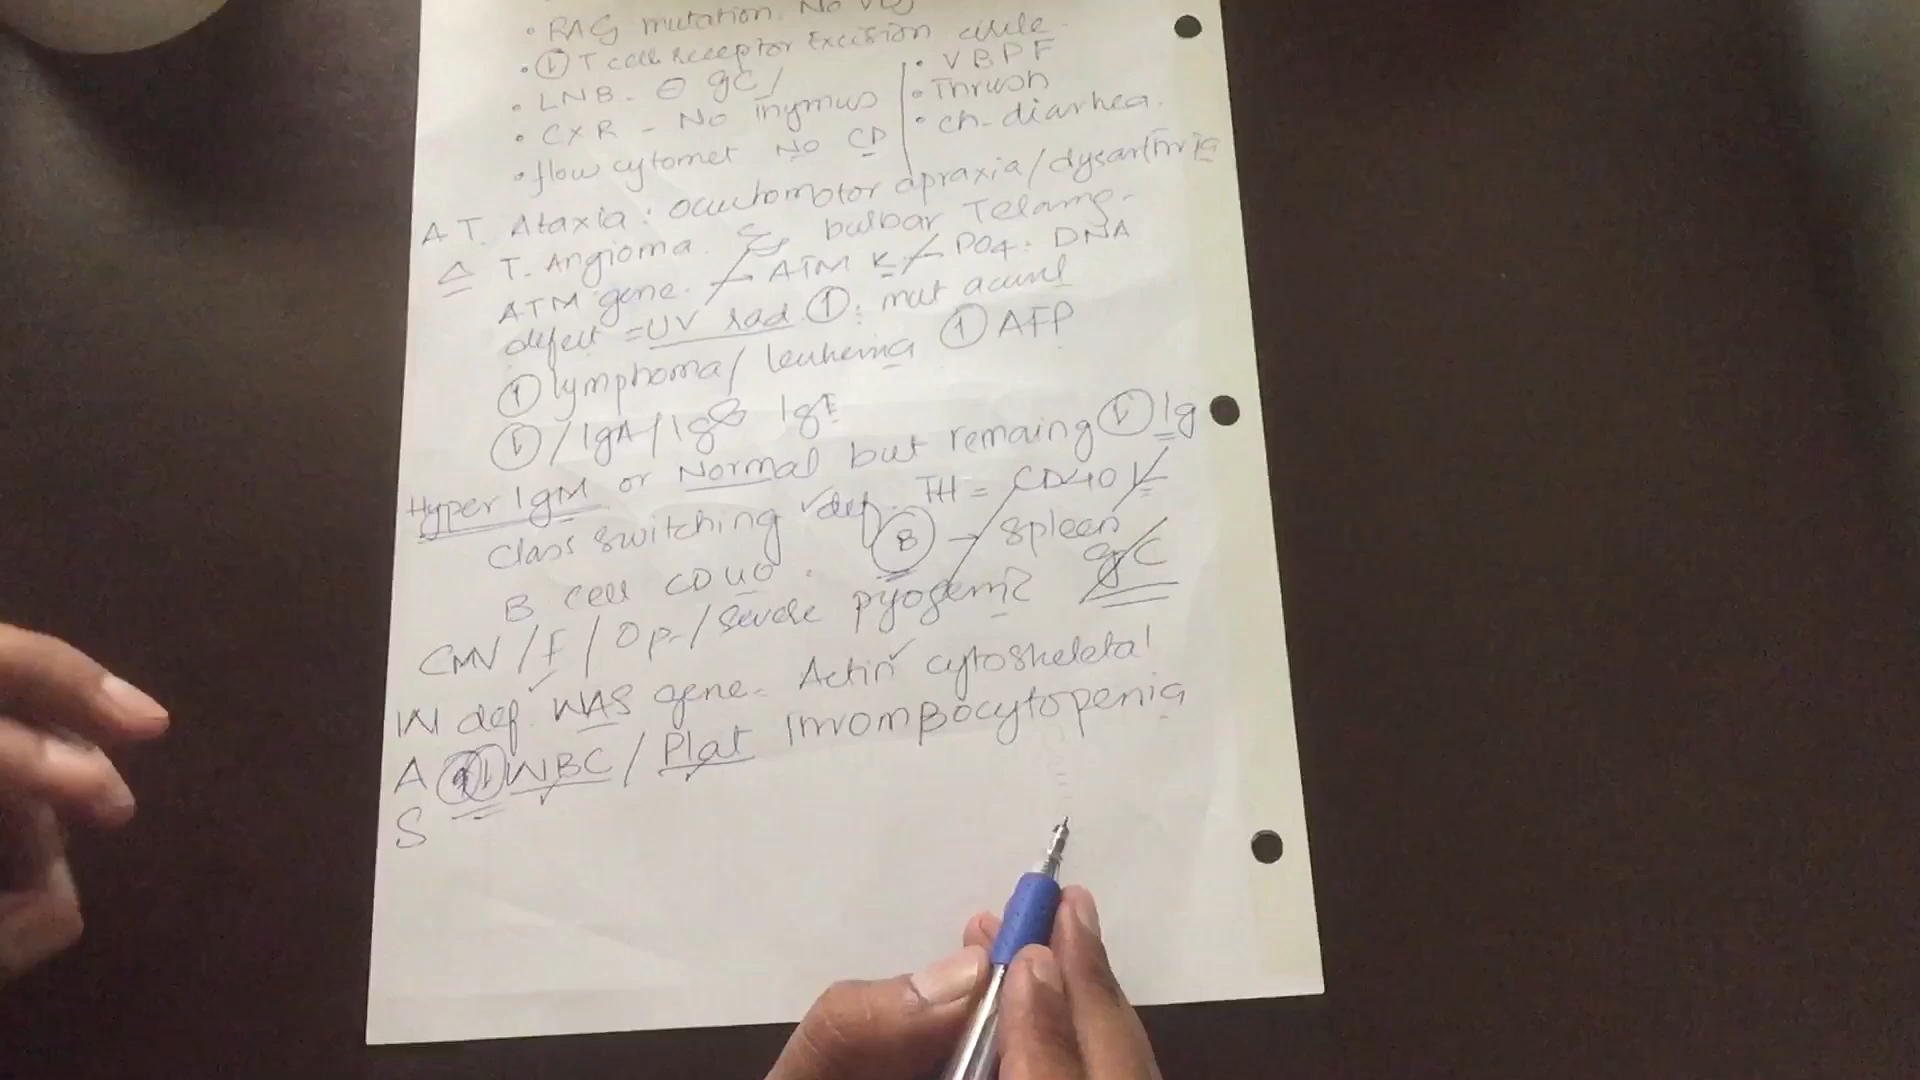 • RAG mutation. No VDJ
• ↓ T cell receptor Excision circle.
• LNB - ⊖ gC/
• VBPF
• CXR - No Thymus
• Thrush
• flow cytomet No CD
• ch-diarrhea.
AT. Ataxia: ocuulomotor apraxia/dysarthria
T. Angioma. bulbar Telang-
ATM gene. ATM K PO4: DNA
defect = UV rad ↑: mut acuml
↑ lymphoma/ leukemia ↑ AFP
↓/IgA/IgG IgE
Hyper IgM or Normal but remaing ↓ Ig
Class switching def. TH = CD40 L
B cell CD40. B → spleen gC
CMV/F/Op-/severe pyogenic
W def. WAS gene- Actin cytoskeletal
A ↓ WBC/Plat Thrombocytopenia
S